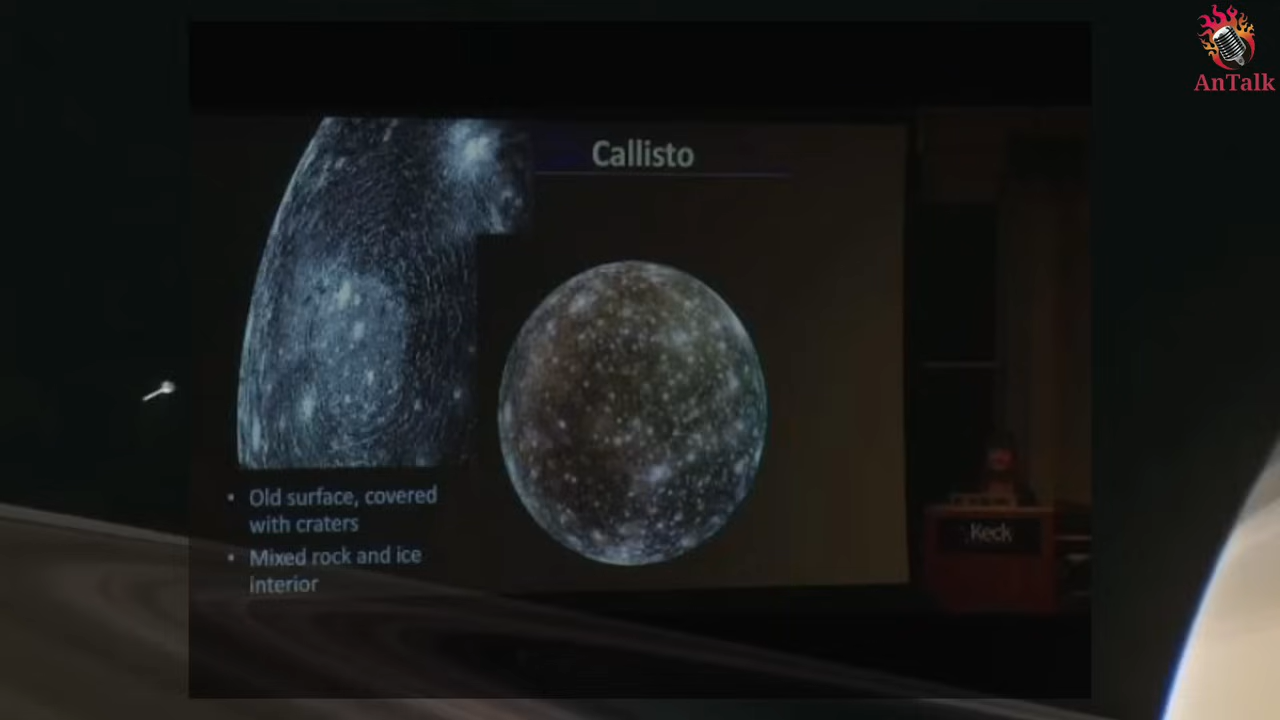 AnTalk
Callisto
• Old surface, covered
with craters
• Mixed rock and ice
interior
Keck